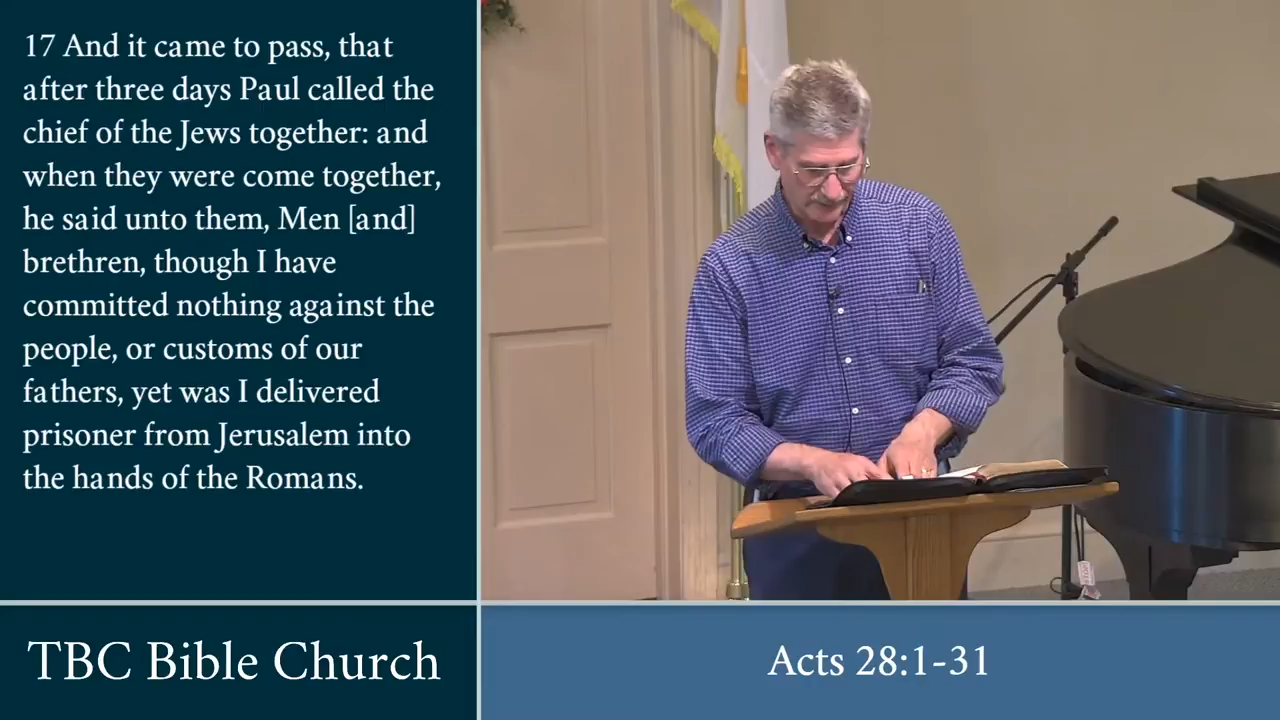 17 And it came to pass, that
after three days Paul called the
chief of the Jews together: and
when they were come together,
he said unto them, Men [and]
brethren, though I have
committed nothing against the
people, or customs of our
fathers, yet was I delivered
prisoner from Jerusalem into
the hands of the Romans.
TBC Bible Church
Acts 28:1-31